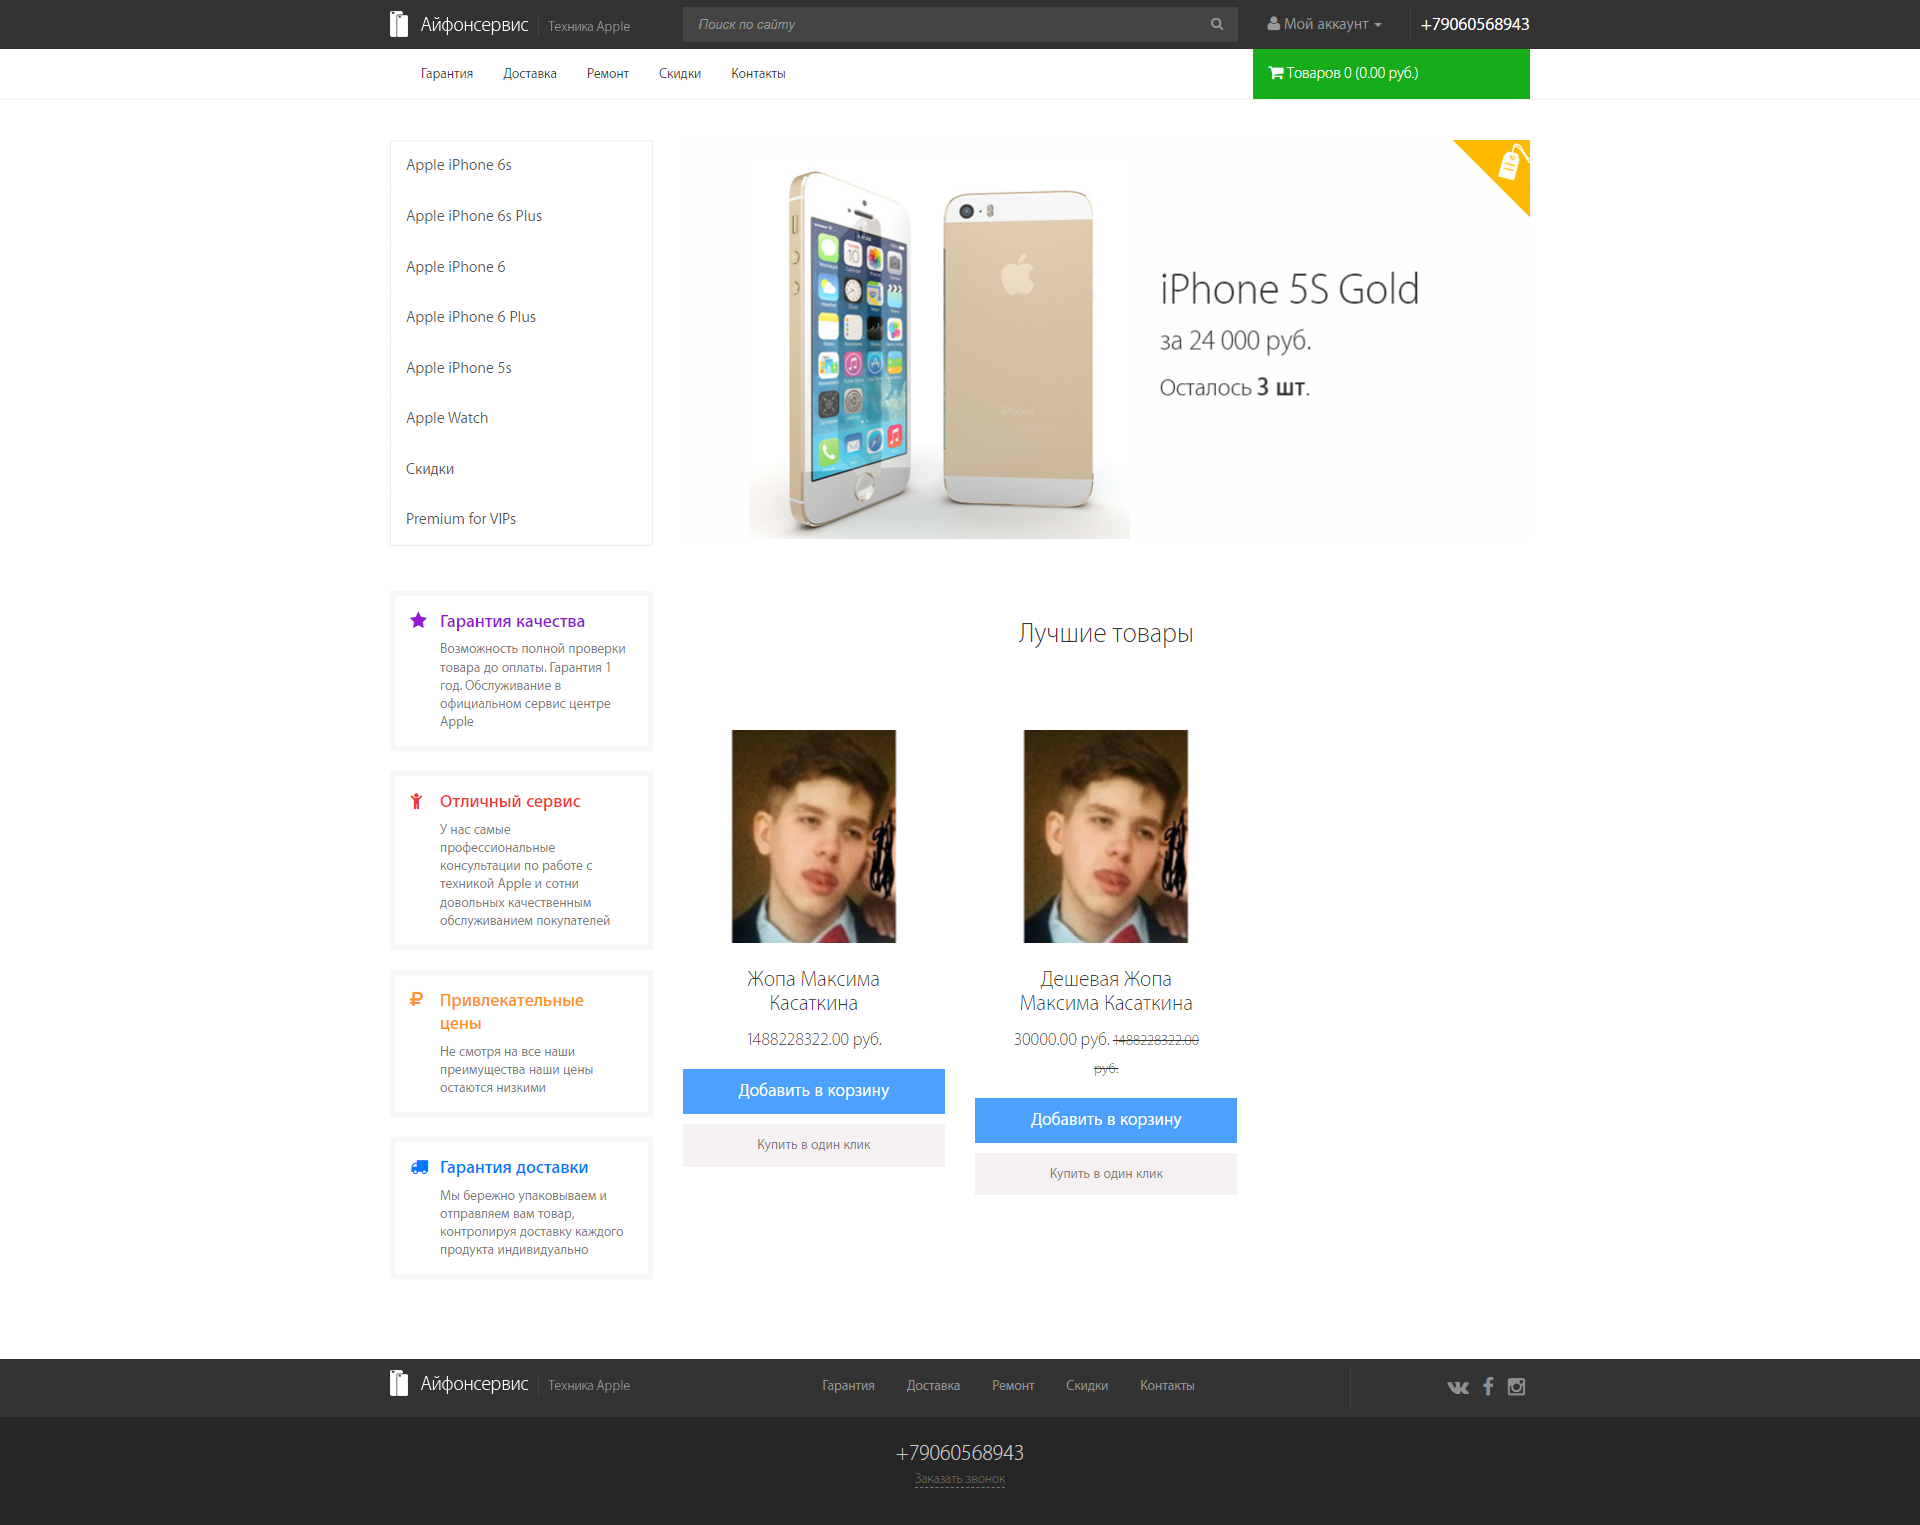 Айфонсервис
Техника Apple
Поиск по сайту
Мой аккаунт
+79060568943
Гарантия
Доставка
Ремонт
Скидки
Контакты
Товаров 0 (0.00 руб.)
Apple iPhone 6s
Apple iPhone 6s Plus
Apple iPhone 6
Apple iPhone 6 Plus
Apple iPhone 5s
Apple Watch
Скидки
Premium for VIPs
iPhone 5S Gold
за 24 000 руб.
Осталось 3 шт.
iPhone
Гарантия качества
Возможность полной проверки
товара до оплаты. Гарантия 1
год. Обслуживание в
официальном сервис центре
Apple
Отличный сервис
У нас самые
профессиональные
консультации по работе с
техникой Apple и сотни
довольных качественным
обслуживанием покупателей
Привлекательные
цены
Не смотря на все наши
преимущества наши цены
остаются низкими
Гарантия доставки
Мы бережно упаковываем и
отправляем вам товар,
контролируя доставку каждого
продукта индивидуально
Лучшие товары
Жопа Максима
Касаткина
1488228322.00 руб.
Добавить в корзину
Купить в один клик
Дешевая Жопа
Максима Касаткина
30000.00 руб. 1488228322.00
руб.
Добавить в корзину
Купить в один клик
Айфонсервис
Техника Apple
Гарантия
Доставка
Ремонт
Скидки
Контакты
+79060568943
Заказать звонок